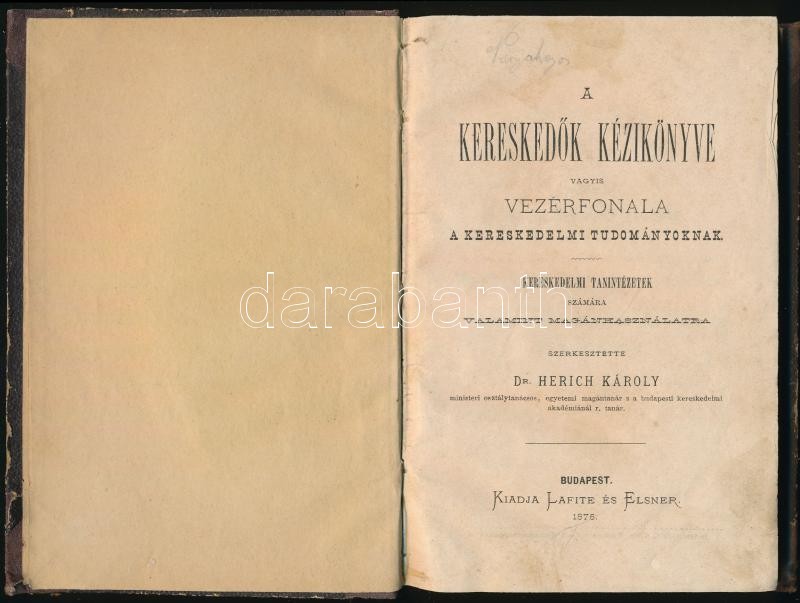 A
KERESKEDŐK KÉZIKÖNYVE
VAGYIS
VEZÉRFONALA
A KERESKEDELMI TUDOMÁNYOKNAK.
KERESKEDELMI TANINTÉZETEK
SZÁMÁRA
VALAMINT MAGÁNHASZNÁLATRA
SZERKESZTETTE
DR. HERICH KÁROLY
ministeri osztálytanácsos, egyetemi magántanár s a budapesti kereskedelmi
akadémiánál r. tanár.
BUDAPEST.
KIADJA LAFITE ÉS ELSNER.
1876.
darabanth